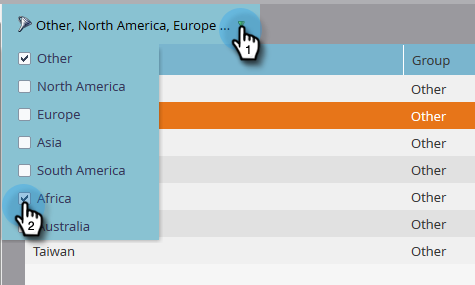 Other, North America, Europe ...
1
Group
Other
North America
Other
Europe
Other
Asia
Other
South America
Other
Africa
Other
2
Australia
Other
Taiwan
Other